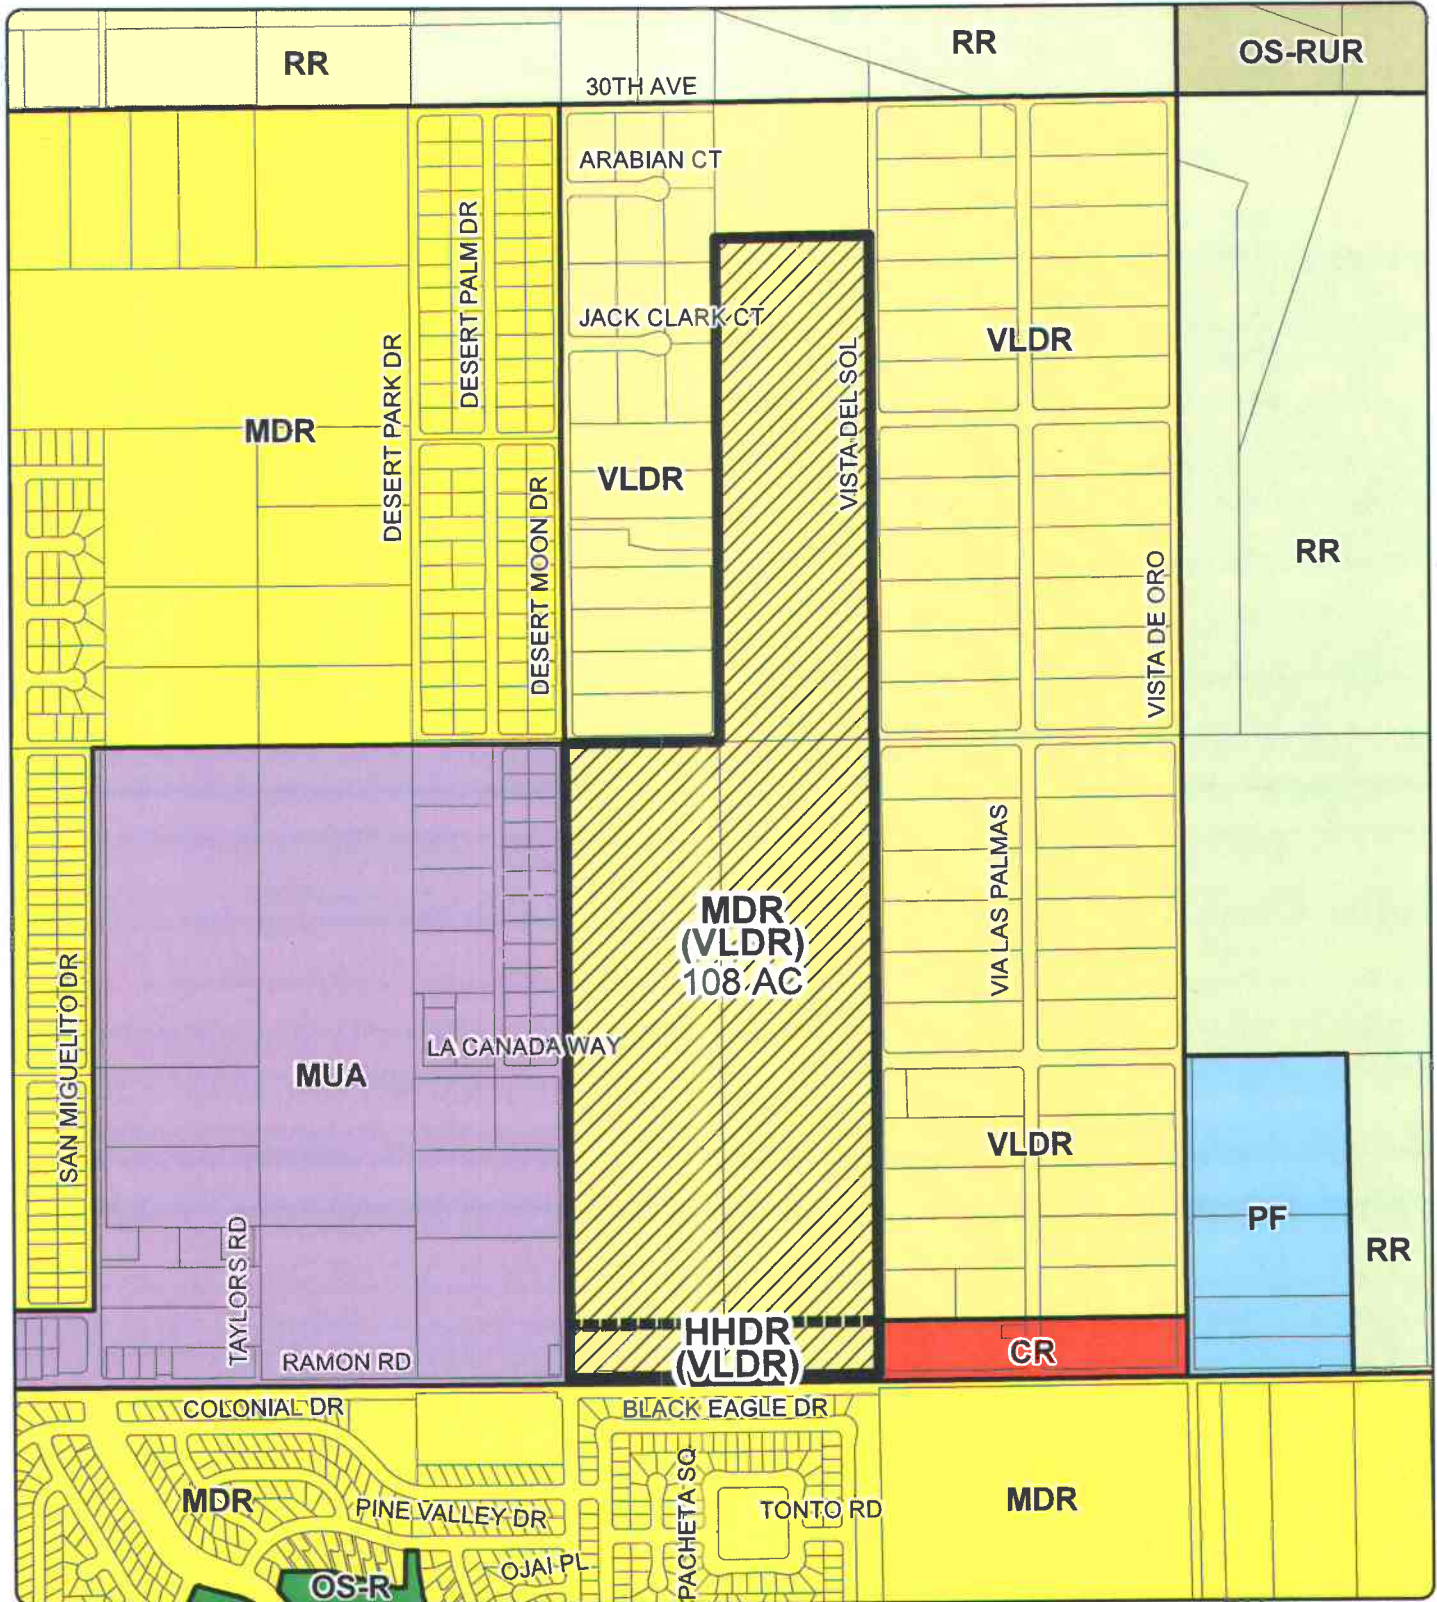 RR
RR
OS-RUR
30TH AVE
ARABIAN CT
DESERT PALM DR
JACK CLARK CT
VLDR
DESERT PARK DR
VISTA DEL SOL
MDR
VLDR
DESERT MOON DR
RR
VISTA DE ORO
MDR
(VLDR)
108 AC
VIA LAS PALMAS
SAN MIGUELITO DR
LA CANADA WAY
MUA
VLDR
PF
RR
TAYLORS RD
HHDR
(VLDR)
CR
RAMON RD
COLONIAL DR
BLACK EAGLE DR
MDR
PINE VALLEY DR
PACHETA SQ
TONTO RD
MDR
OJAI PL
OS-R